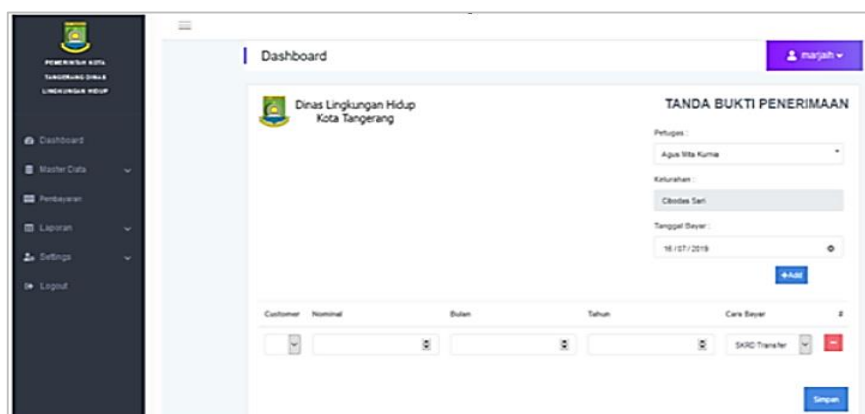 PEMERINTAH KOTA
TANGERANG DINAS
LINGKUNGAN HIDUP
Dashboard
Master Data
Pembayaran
Laporan
Settings
Logout
Dashboard
marjaih
Dinas Lingkungan Hidup
Kota Tangerang
TANDA BUKTI PENERIMAAN
Petugas :
Agus Wita Kurnia
Kelurahan :
Cibodas Sari
Tanggal Bayar :
16/07/2019
+Add
Customer Nominal Bulan Tahun Cara Bayar #
SKRD Transfer
Simpan